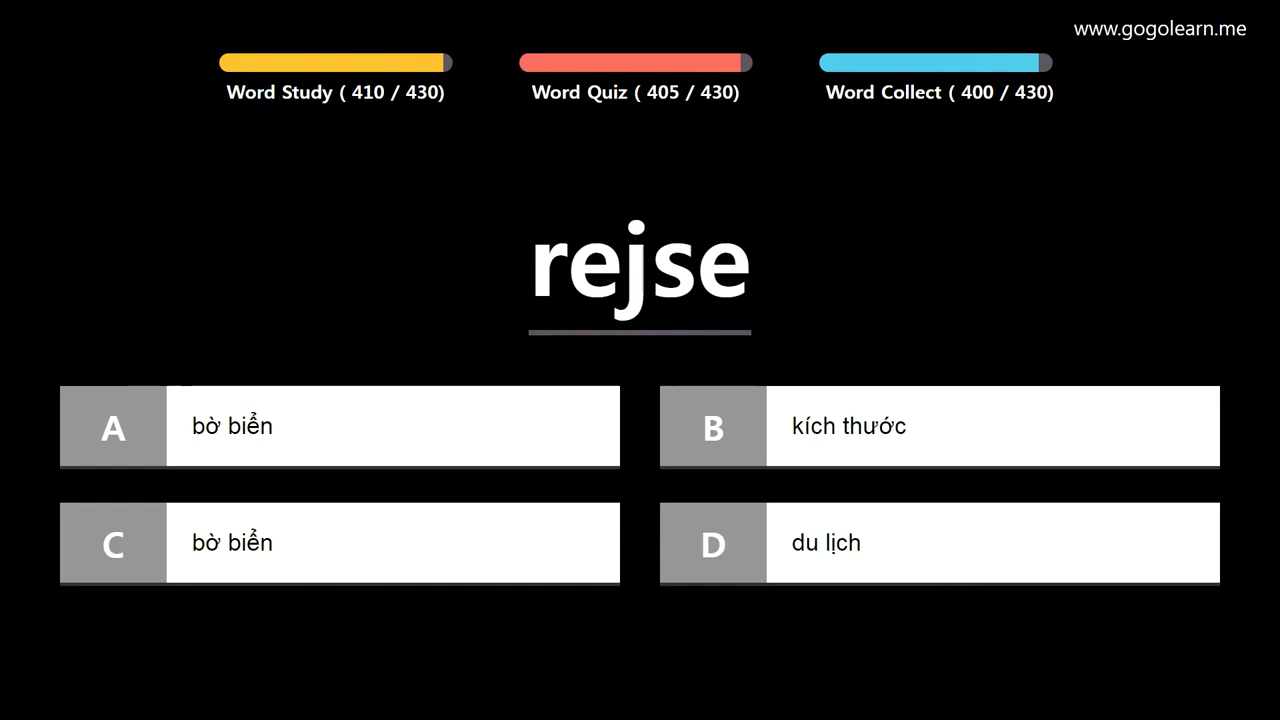 www.gogolearn.me
Word Study ( 410 / 430)
Word Quiz ( 405 / 430)
Word Collect ( 400 / 430)
rejse
A
bờ biển
B
kích thước
C
bờ biển
D
du lịch